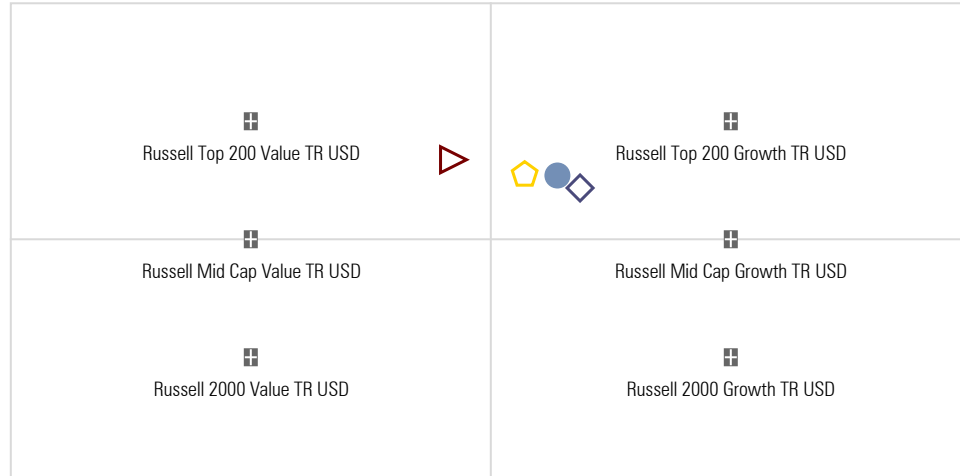 Russell Top 200 Value TR USD
Russell Top 200 Growth TR USD
Russell Mid Cap Value TR USD
Russell Mid Cap Growth TR USD
Russell 2000 Value TR USD
Russell 2000 Growth TR USD